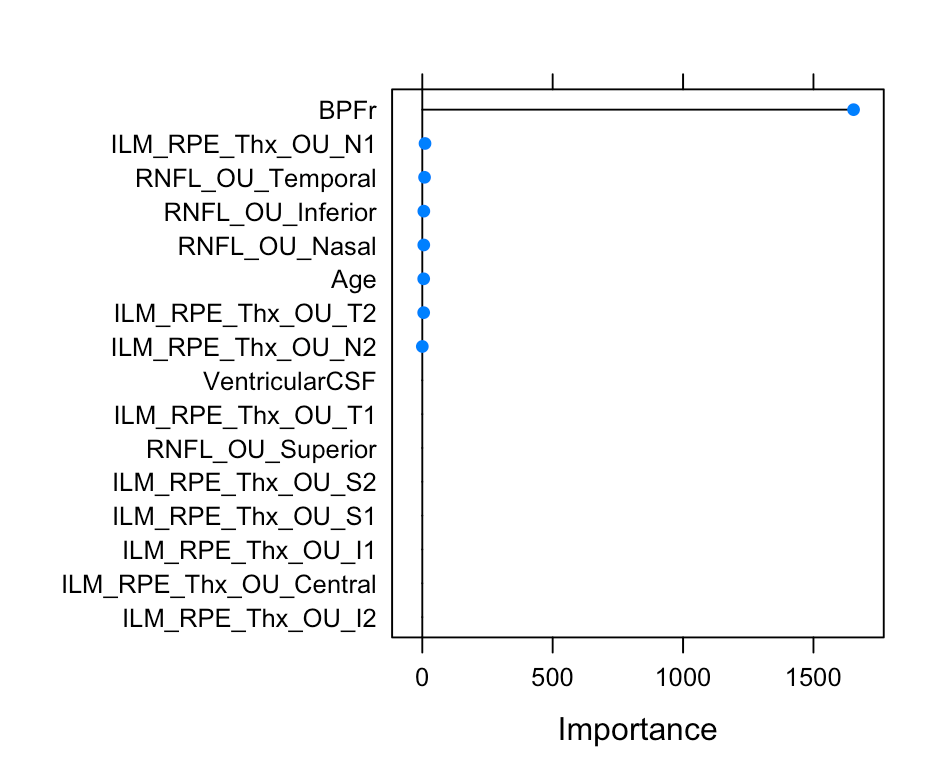 BPFr
ILM_RPE_Thx_OU_N1
RNFL_OU_Temporal
RNFL_OU_Inferior
RNFL_OU_Nasal
Age
ILM_RPE_Thx_OU_T2
ILM_RPE_Thx_OU_N2
VentricularCSF
ILM_RPE_Thx_OU_T1
RNFL_OU_Superior
ILM_RPE_Thx_OU_S2
ILM_RPE_Thx_OU_S1
ILM_RPE_Thx_OU_I1
ILM_RPE_Thx_OU_Central
ILM_RPE_Thx_OU_I2
0 500 1000 1500
Importance